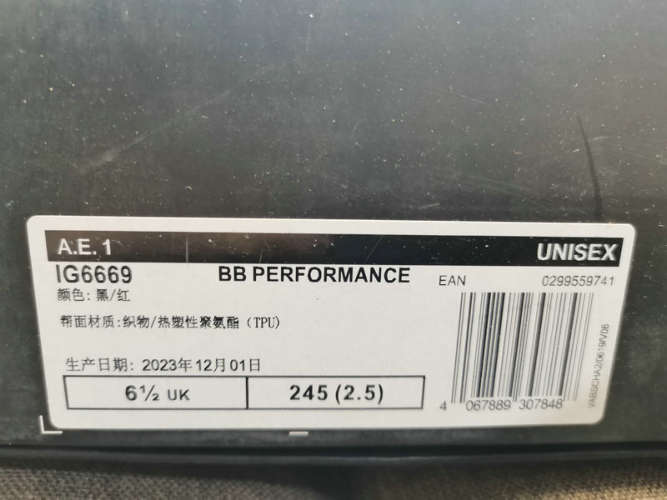 A.E. 1 UNISEX
IG6669 BB PERFORMANCE EAN 0299559741
颜色: 黑/红
帮面材质:织物/热塑性聚氨酯(TPU)
生产日期: 2023年12月01日
6½ UK 245 (2.5)
4 067889 307848